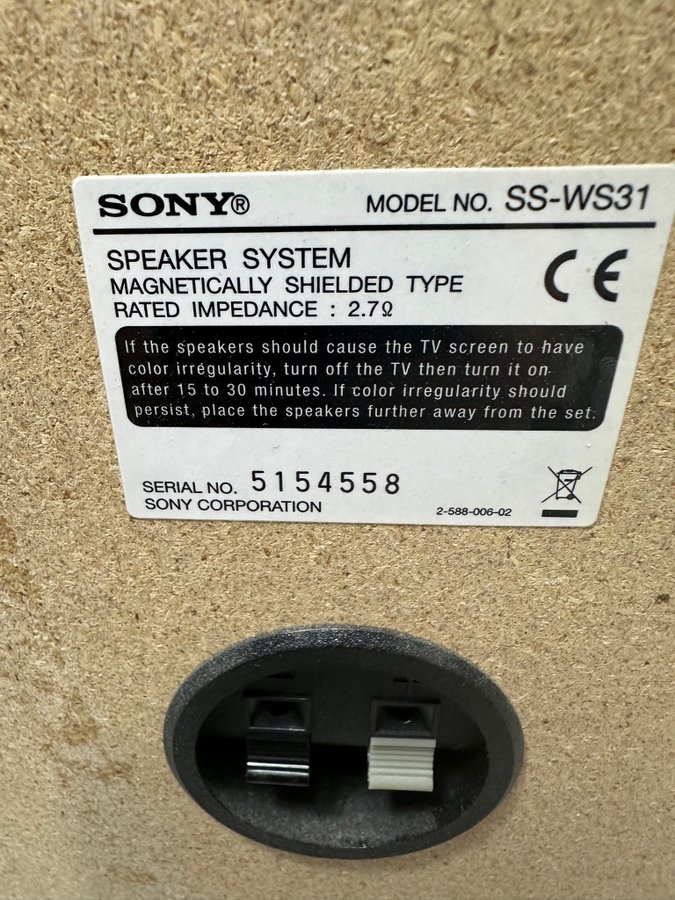 SONY® MODEL NO. SS-WS31
SPEAKER SYSTEM
MAGNETICALLY SHIELDED TYPE
RATED IMPEDANCE : 2.7Ω
CE
If the speakers should cause the TV screen to have
color irregularity, turn off the TV then turn it on
after 15 to 30 minutes. If color irregularity should
persist, place the speakers further away from the set.
SERIAL NO. 5154558
SONY CORPORATION 2-588-006-02
− +